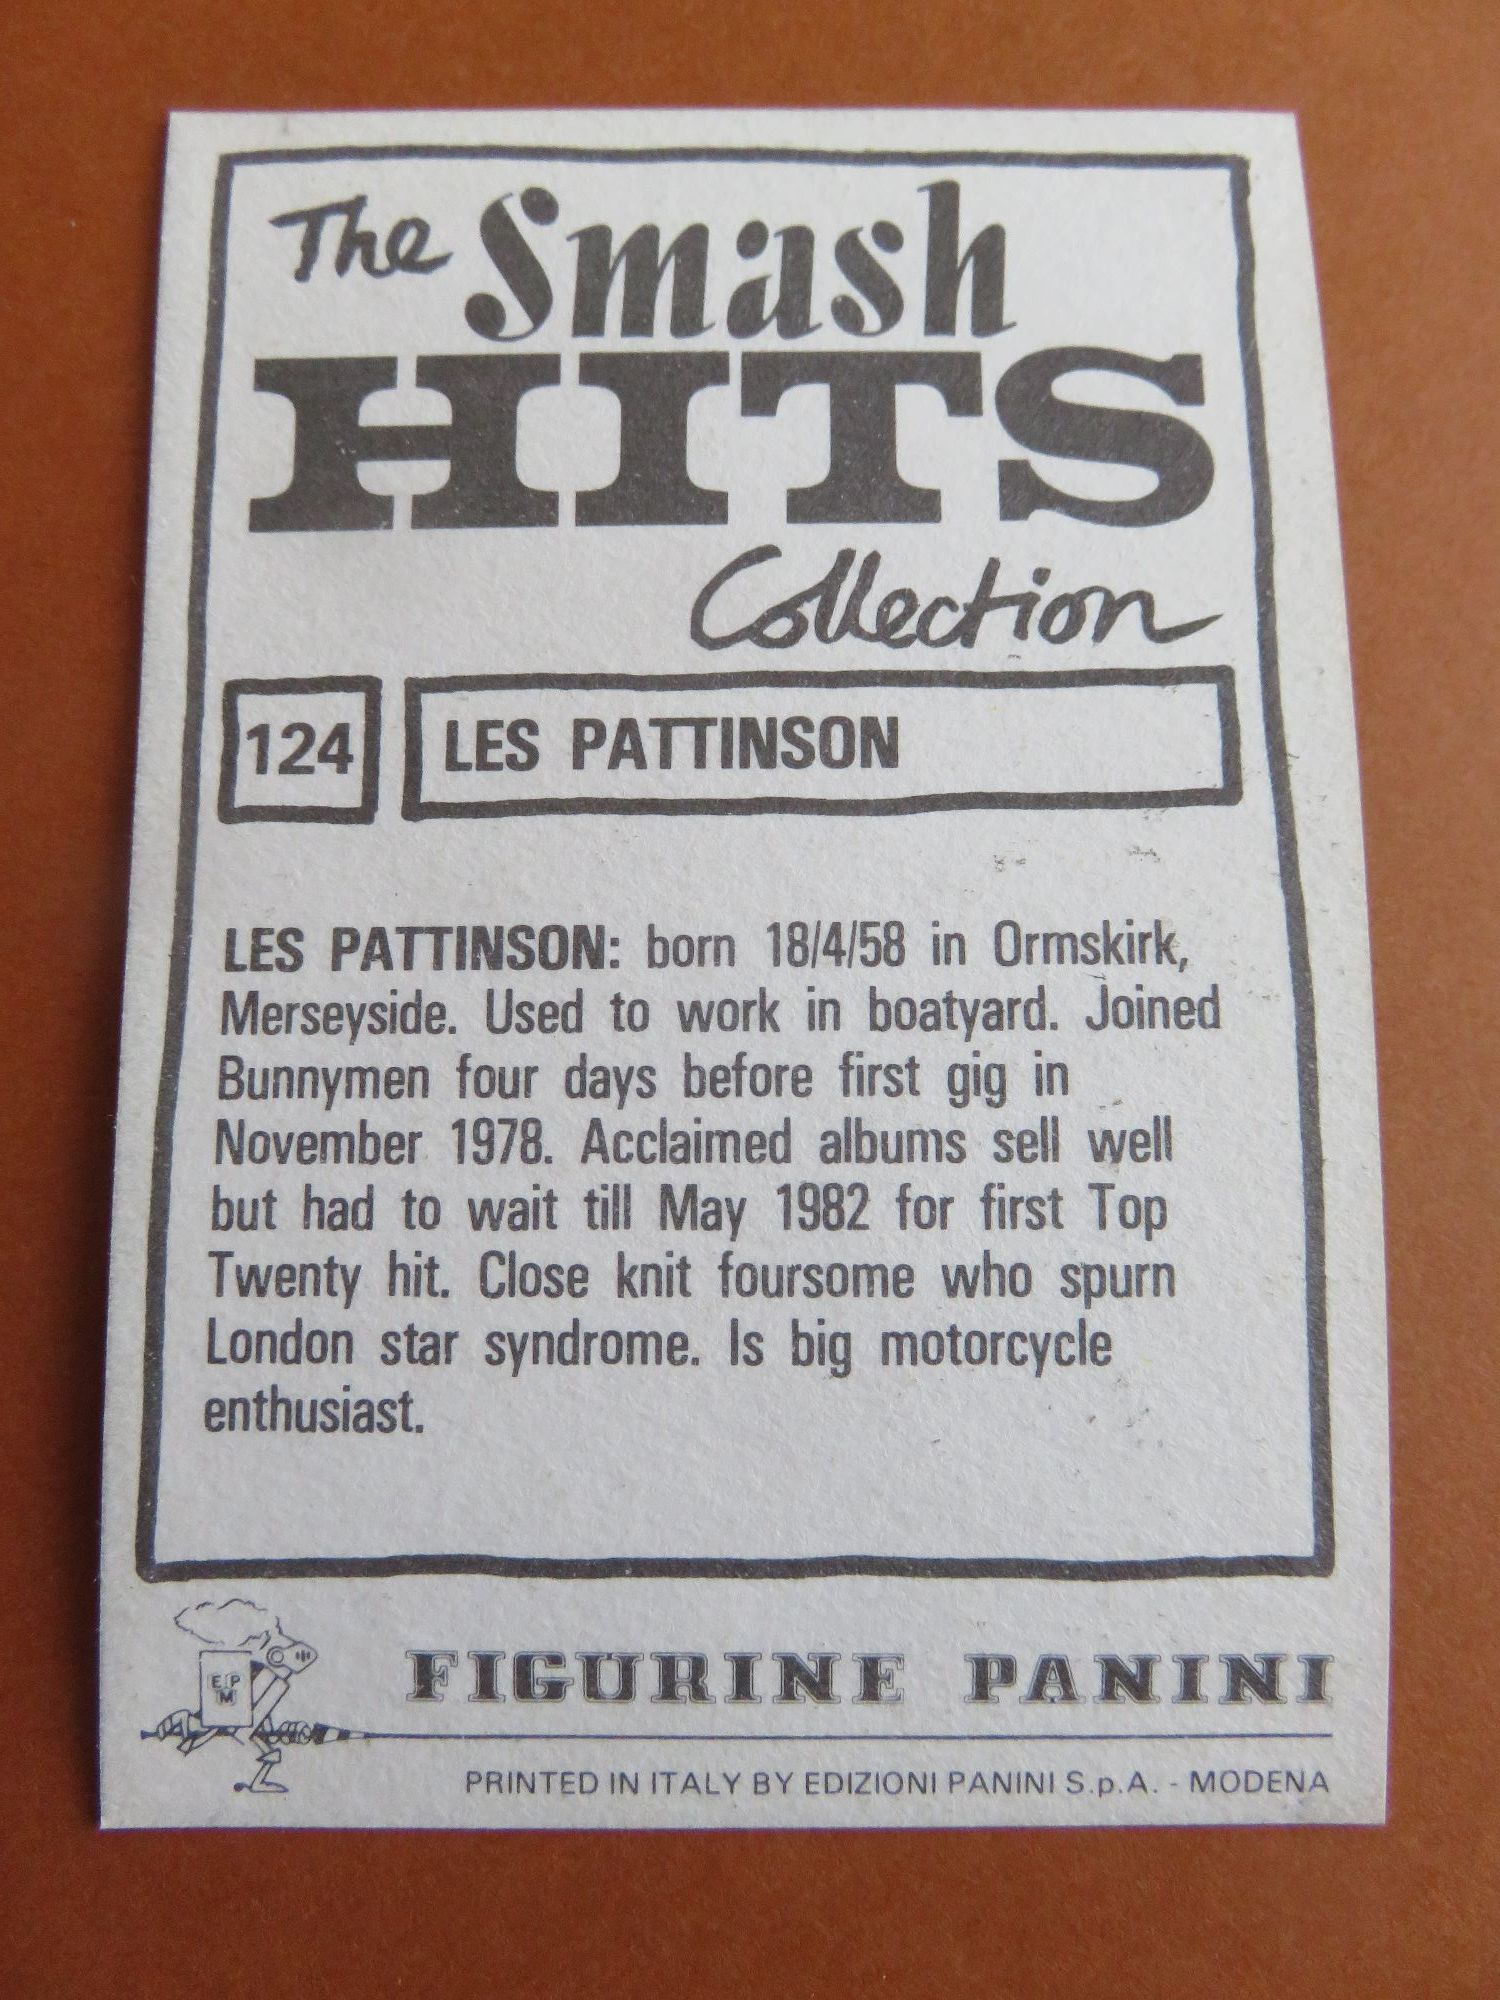 The Smash
HITS
Collection
124 LES PATTINSON
LES PATTINSON: born 18/4/58 in Ormskirk,
Merseyside. Used to work in boatyard. Joined
Bunnymen four days before first gig in
November 1978. Acclaimed albums sell well
but had to wait till May 1982 for first Top
Twenty hit. Close knit foursome who spurn
London star syndrome. Is big motorcycle
enthusiast.
EPM
FIGURINE PANINI
PRINTED IN ITALY BY EDIZIONI PANINI S.p.A. - MODENA